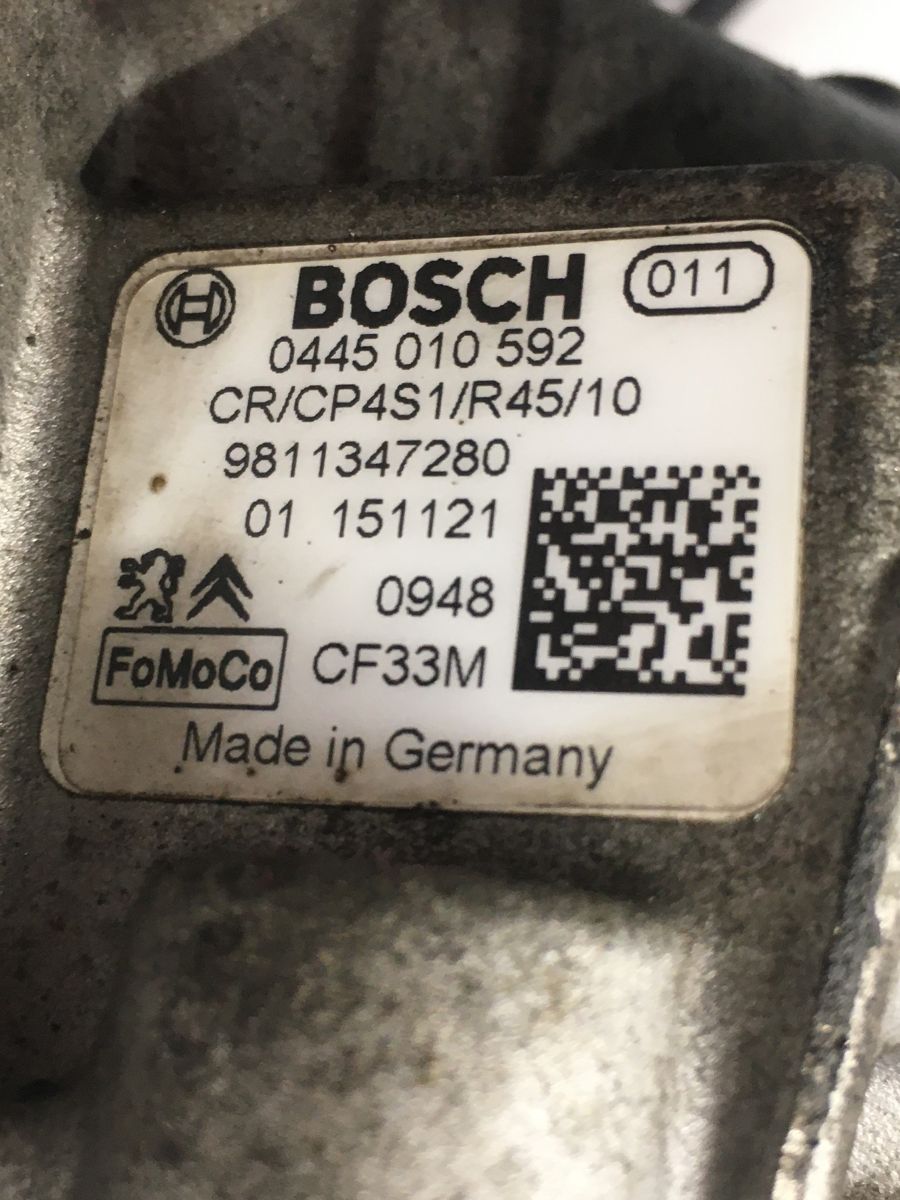 BOSCH 011
0445 010 592
CR/CP4S1/R45/10
9811347280
01 151121
0948
FoMoCo CF33M
Made in Germany